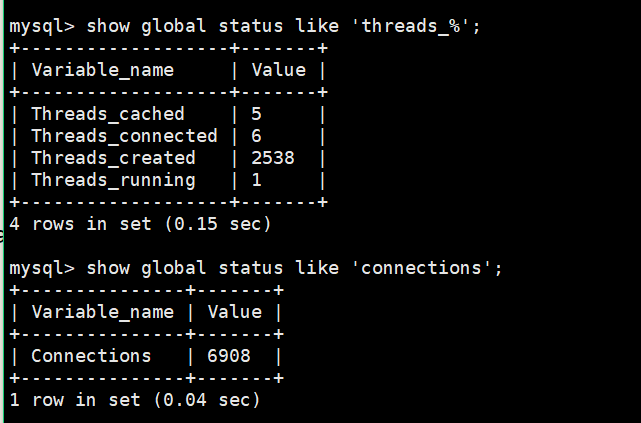 mysql> show global status like 'threads_%';
+-------------------+-------+
| Variable_name     | Value |
+-------------------+-------+
| Threads_cached    | 5     |
| Threads_connected | 6     |
| Threads_created   | 2538  |
| Threads_running   | 1     |
+-------------------+-------+
4 rows in set (0.15 sec)
mysql> show global status like 'connections';
+---------------+-------+
| Variable_name | Value |
+---------------+-------+
| Connections   | 6908  |
+---------------+-------+
1 row in set (0.04 sec)